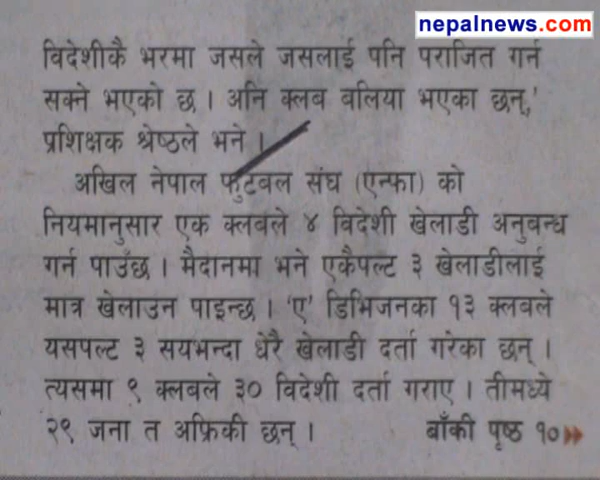 nepalnews.com
विदेशीकै भरमा जसले जसलाई पनि पराजित गर्न
सक्ने भएको छ । अनि क्लब बलिया भएका छन्,'
प्रशिक्षक श्रेष्ठले भने ।
अखिल नेपाल फुटबल संघ (एन्फा) को
नियमानुसार एक क्लबले ४ विदेशी खेलाडी अनुबन्ध
गर्न पाउँछ । मैदानमा भने एकैपल्ट ३ खेलाडीलाई
मात्र खेलाउन पाइन्छ । 'ए' डिभिजनका १३ क्लबले
यसपल्ट ३ सयभन्दा धेरै खेलाडी दर्ता गरेका छन् ।
त्यसमा ९ क्लबले ३० विदेशी दर्ता गराए । तीमध्ये
२९ जना त अफ्रिकी छन् । बाँकी पृष्ठ १०